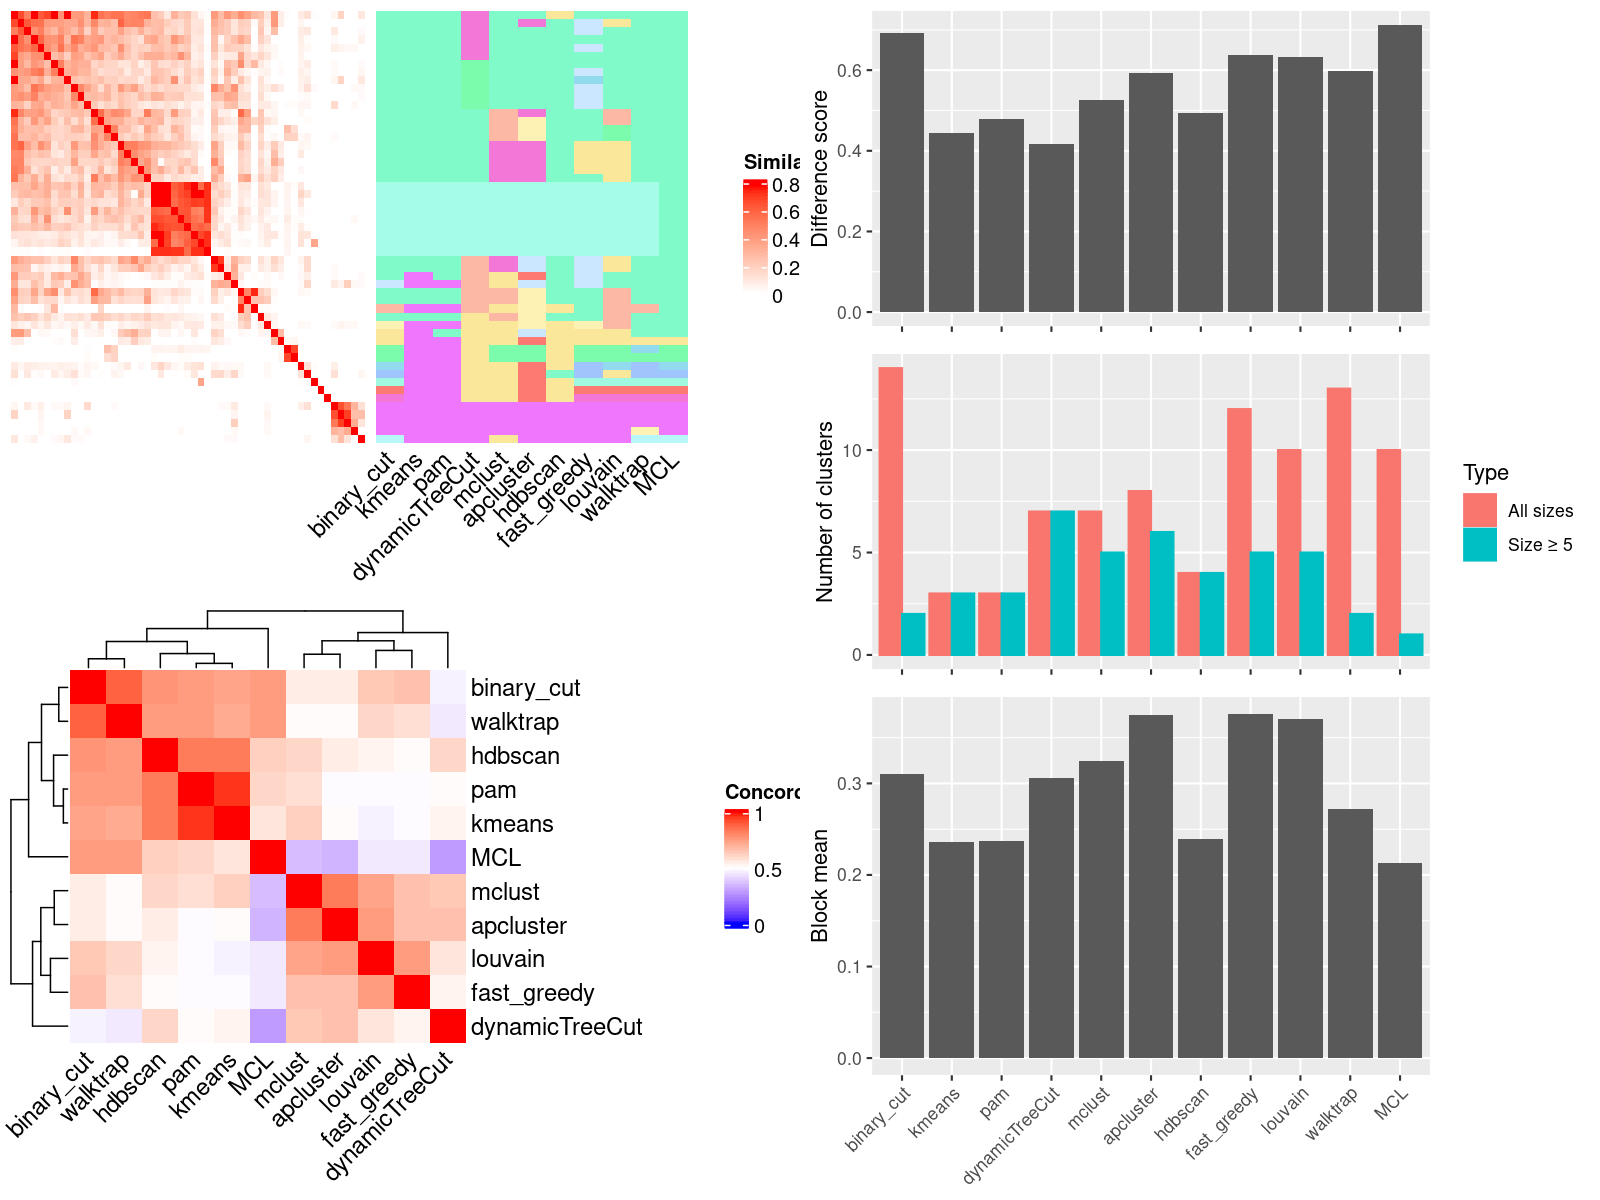 Simila
0.8
0.6
0.4
0.2
0
binary_cut
kmeans
pam
dynamicTreeCut
mclust
apcluster
hdbscan
fast_greedy
louvain
walktrap
MCL
binary_cut
walktrap
hdbscan
pam
kmeans
MCL
mclust
apcluster
louvain
fast_greedy
dynamicTreeCut
binary_cut
walktrap
hdbscan
pam
kmeans
MCL
mclust
apcluster
louvain
fast_greedy
dynamicTreeCut
Concord
1
0.5
0
Difference score
0.6
0.4
0.2
0.0
Number of clusters
10
5
0
Type
All sizes
Size ≥ 5
Block mean
0.3
0.2
0.1
0.0
binary_cut
kmeans
pam
dynamicTreeCut
mclust
apcluster
hdbscan
fast_greedy
louvain
walktrap
MCL